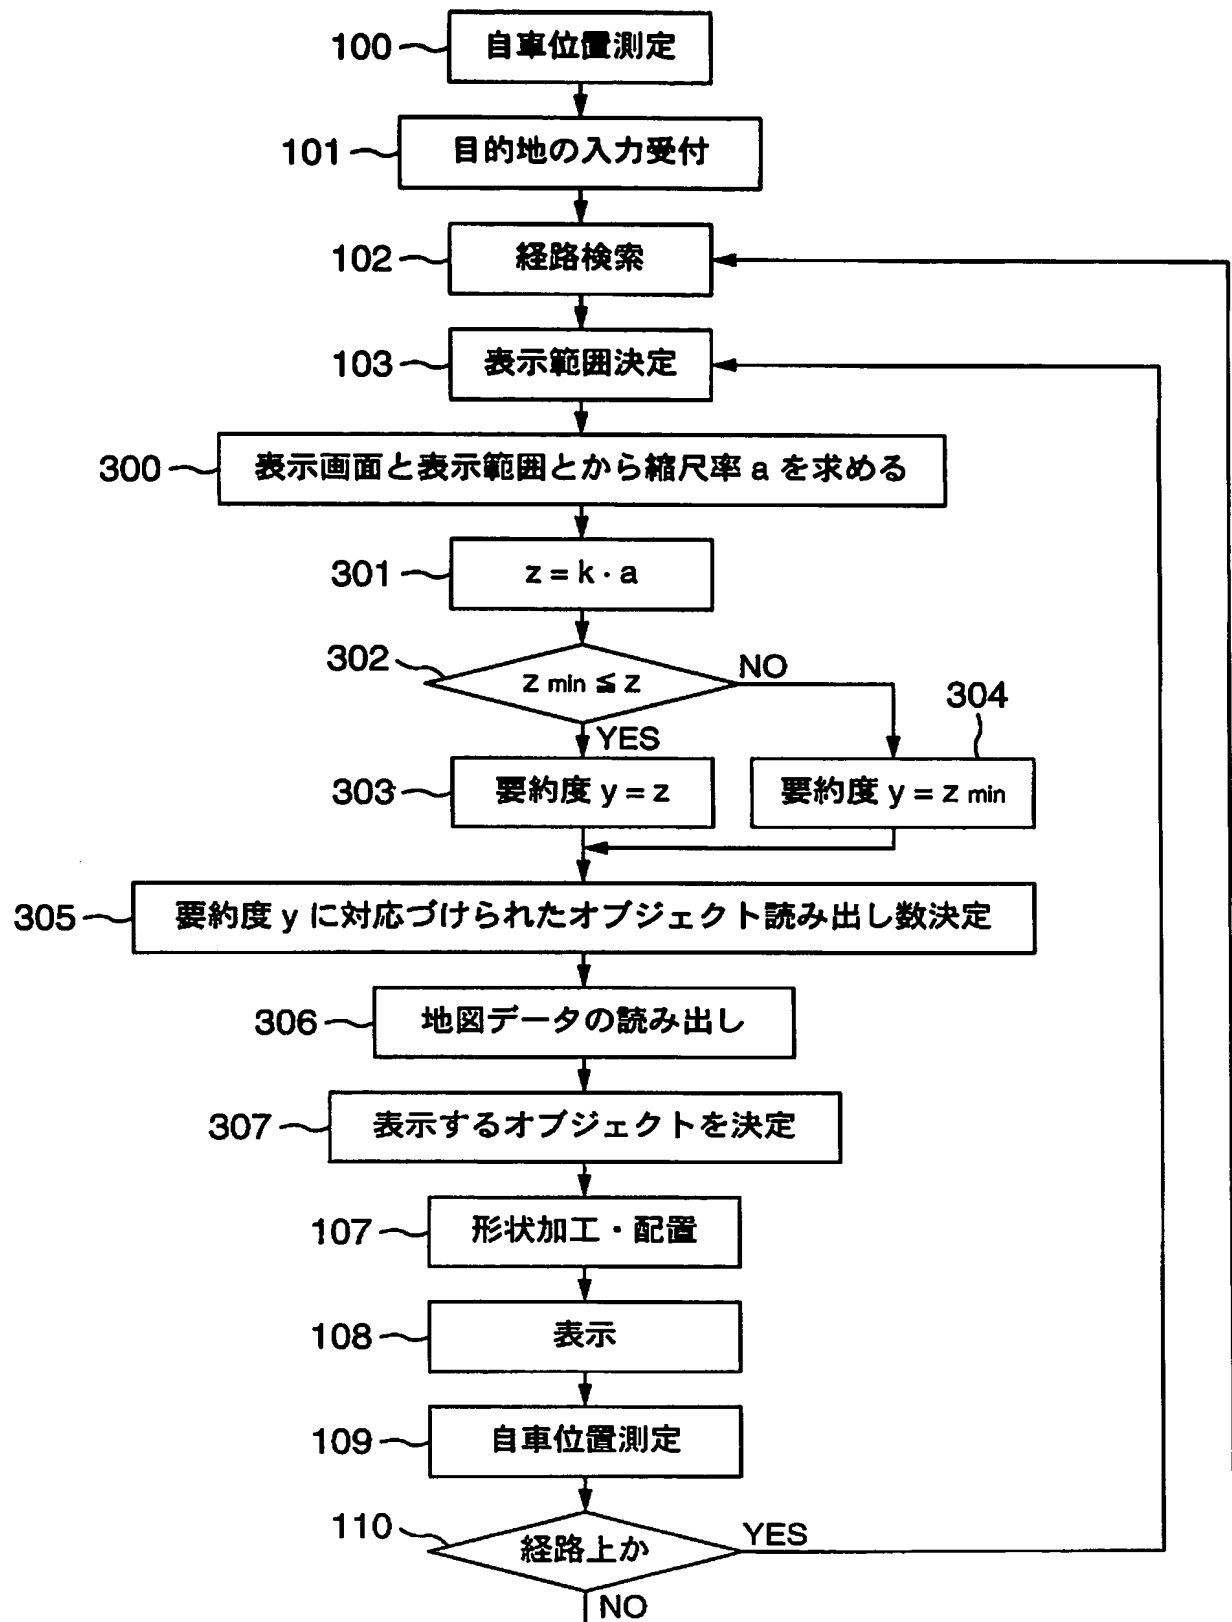 100 自車位置測定
101 目的地の入力受付
102 経路検索
103 表示範囲決定
300 表示画面と表示範囲とから縮尺率 a を求める
301 z = k · a
302 z min ≦ z NO
YES
304
303 要約度 y = z
要約度 y = z min
305 要約度 y に対応づけられたオブジェクト読み出し数決定
306 地図データの読み出し
307 表示するオブジェクトを決定
107 形状加工・配置
108 表示
109 自車位置測定
110 経路上か YES
NO